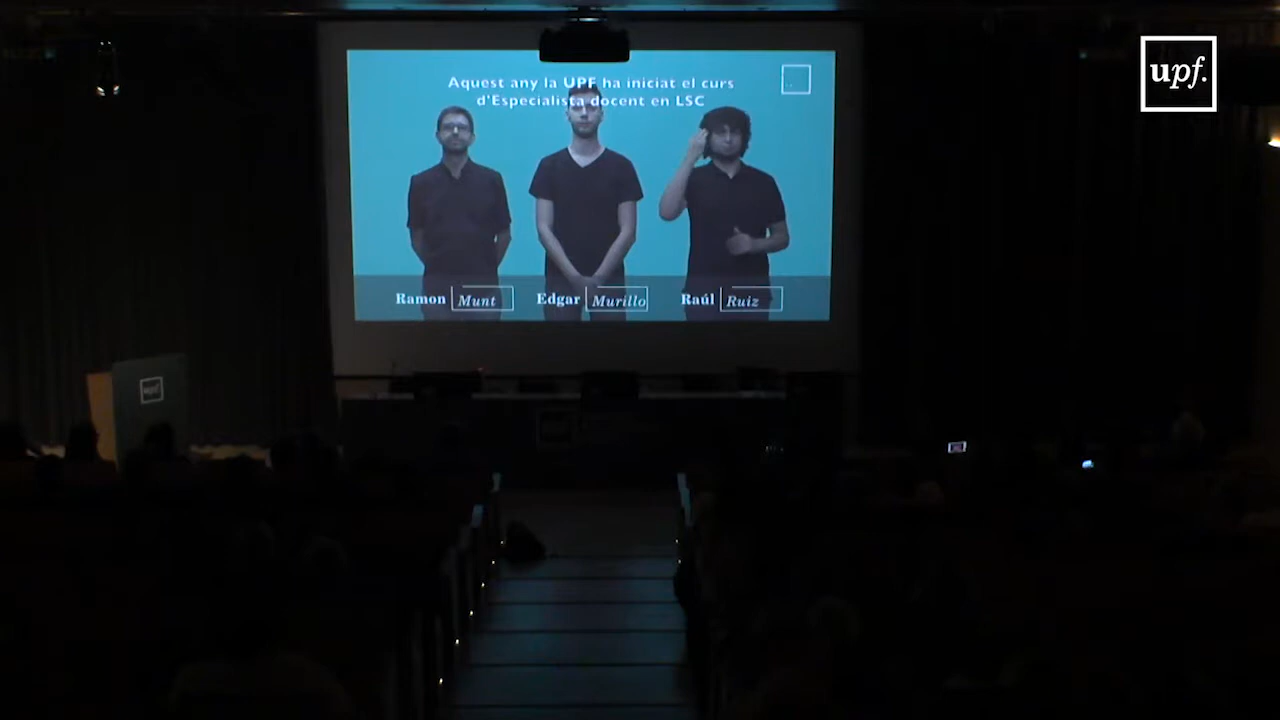 upf.
Aquest any la UPF ha iniciat el curs
d'Especialista docent en LSC
Ramon Munt
Edgar Murillo
Raúl Ruiz
upf.